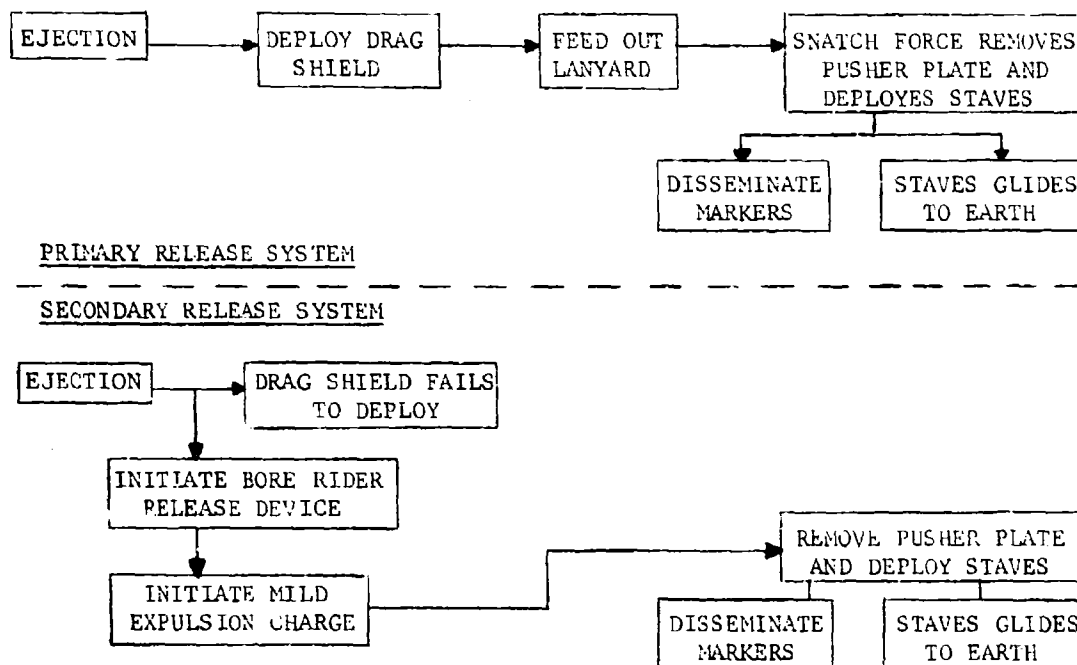 EJECTION
DEPLOY DRAG
SHIELD
FEED OUT
LANYARD
SNATCH FORCE REMOVES
PUSHER PLATE AND
DEPLOYES STAVES
DISSEMINATE
MARKERS
STAVES GLIDES
TO EARTH
PRIMARY RELEASE SYSTEM
SECONDARY RELEASE SYSTEM
EJECTION
DRAG SHIELD FAILS
TO DEPLOY
INITIATE BORE RIDER
RELEASE DEVICE
INITIATE MILD
EXPULSION CHARGE
REMOVE PUSHER PLATE
AND DEPLOY STAVES
DISSEMINATE
MARKERS
STAVES GLIDES
TO EARTH